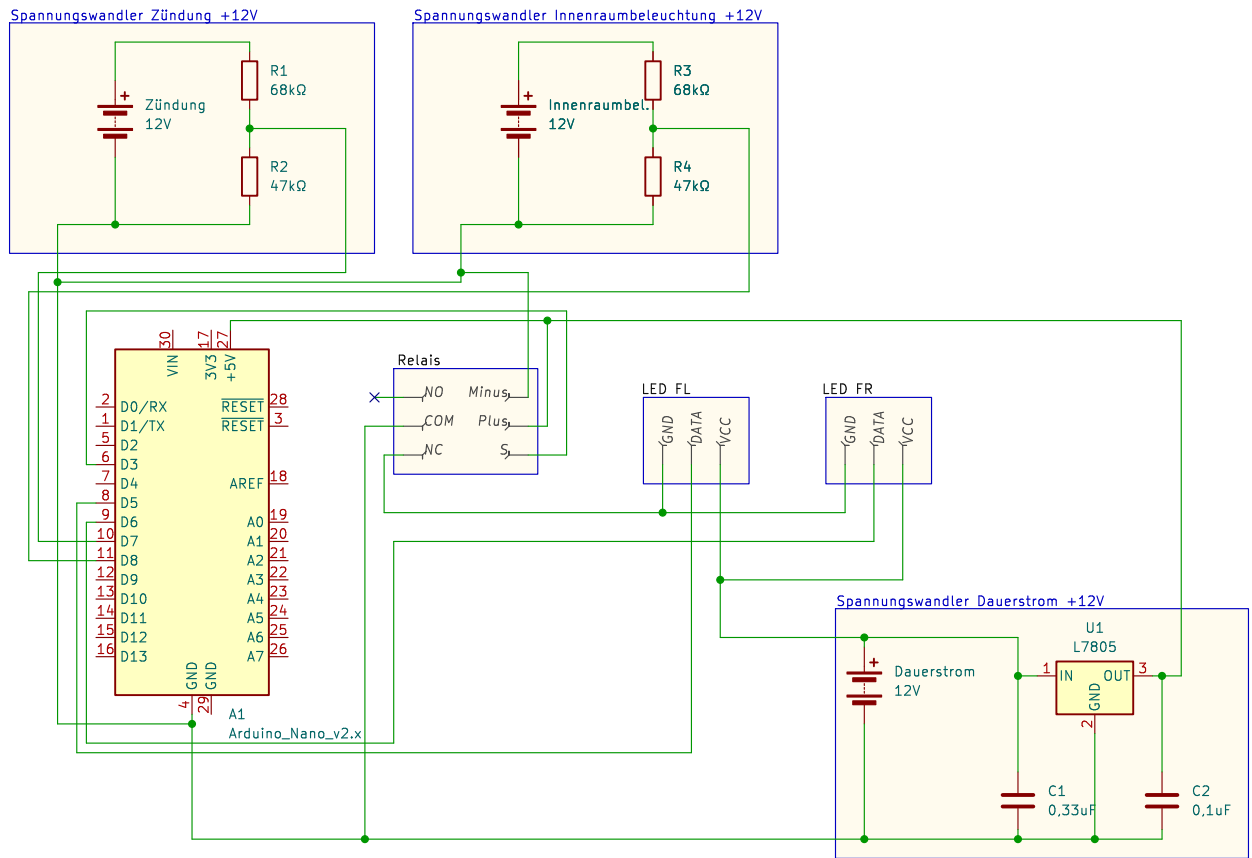 Spannungswandler Zündung +12V
Spannungswandler Innenraumbeleuchtung +12V
R1
68kΩ
Zündung
12V
R2
47kΩ
R3
68kΩ
Innenraumbel.
12V
R4
47kΩ
30
VIN
17
3V3
27
+5V
2
D0/RX
1
D1/TX
5
D2
6
D3
7
D4
8
D5
9
D6
10
D7
11
D8
12
D9
13
D10
14
D11
15
D12
16
D13
RESET
28
RESET
3
AREF
18
A0
19
A1
20
A2
21
A3
22
A4
23
A5
24
A6
25
A7
26
GND
4
GND
29
A1
Arduino_Nano_v2.x
Relais
NO
COM
NC
Minus
Plus
S
LED FL
GND
DATA
VCC
LED FR
GND
DATA
VCC
Spannungswandler Dauerstrom +12V
Dauerstrom
12V
U1
L7805
1
IN
OUT
3
GND
2
C1
0,33uF
C2
0,1uF